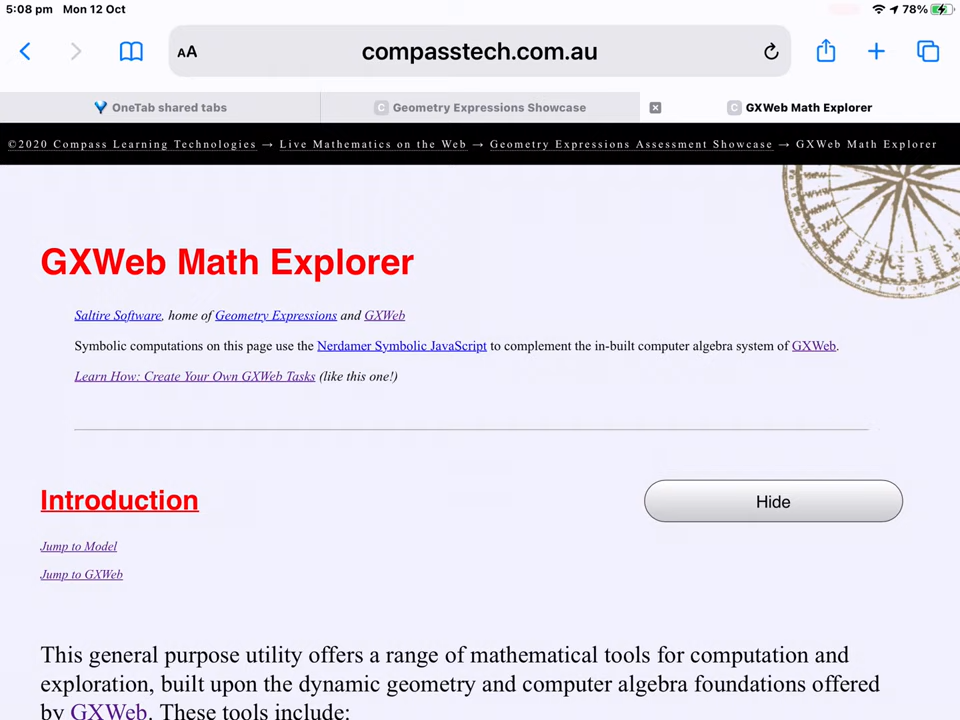 5:08 pm Mon 12 Oct
78%
AA
compasstech.com.au
OneTab shared tabs
Geometry Expressions Showcase
GXWeb Math Explorer
©2020 Compass Learning Technologies → Live Mathematics on the Web → Geometry Expressions Assessment Showcase → GXWeb Math Explorer
GXWeb Math Explorer
Saltire Software, home of Geometry Expressions and GXWeb
Symbolic computations on this page use the Nerdamer Symbolic JavaScript to complement the in-built computer algebra system of GXWeb.
Learn How: Create Your Own GXWeb Tasks (like this one!)
Introduction
Hide
Jump to Model
Jump to GXWeb
This general purpose utility offers a range of mathematical tools for computation and
exploration, built upon the dynamic geometry and computer algebra foundations offered
by GXWeb. These tools include: